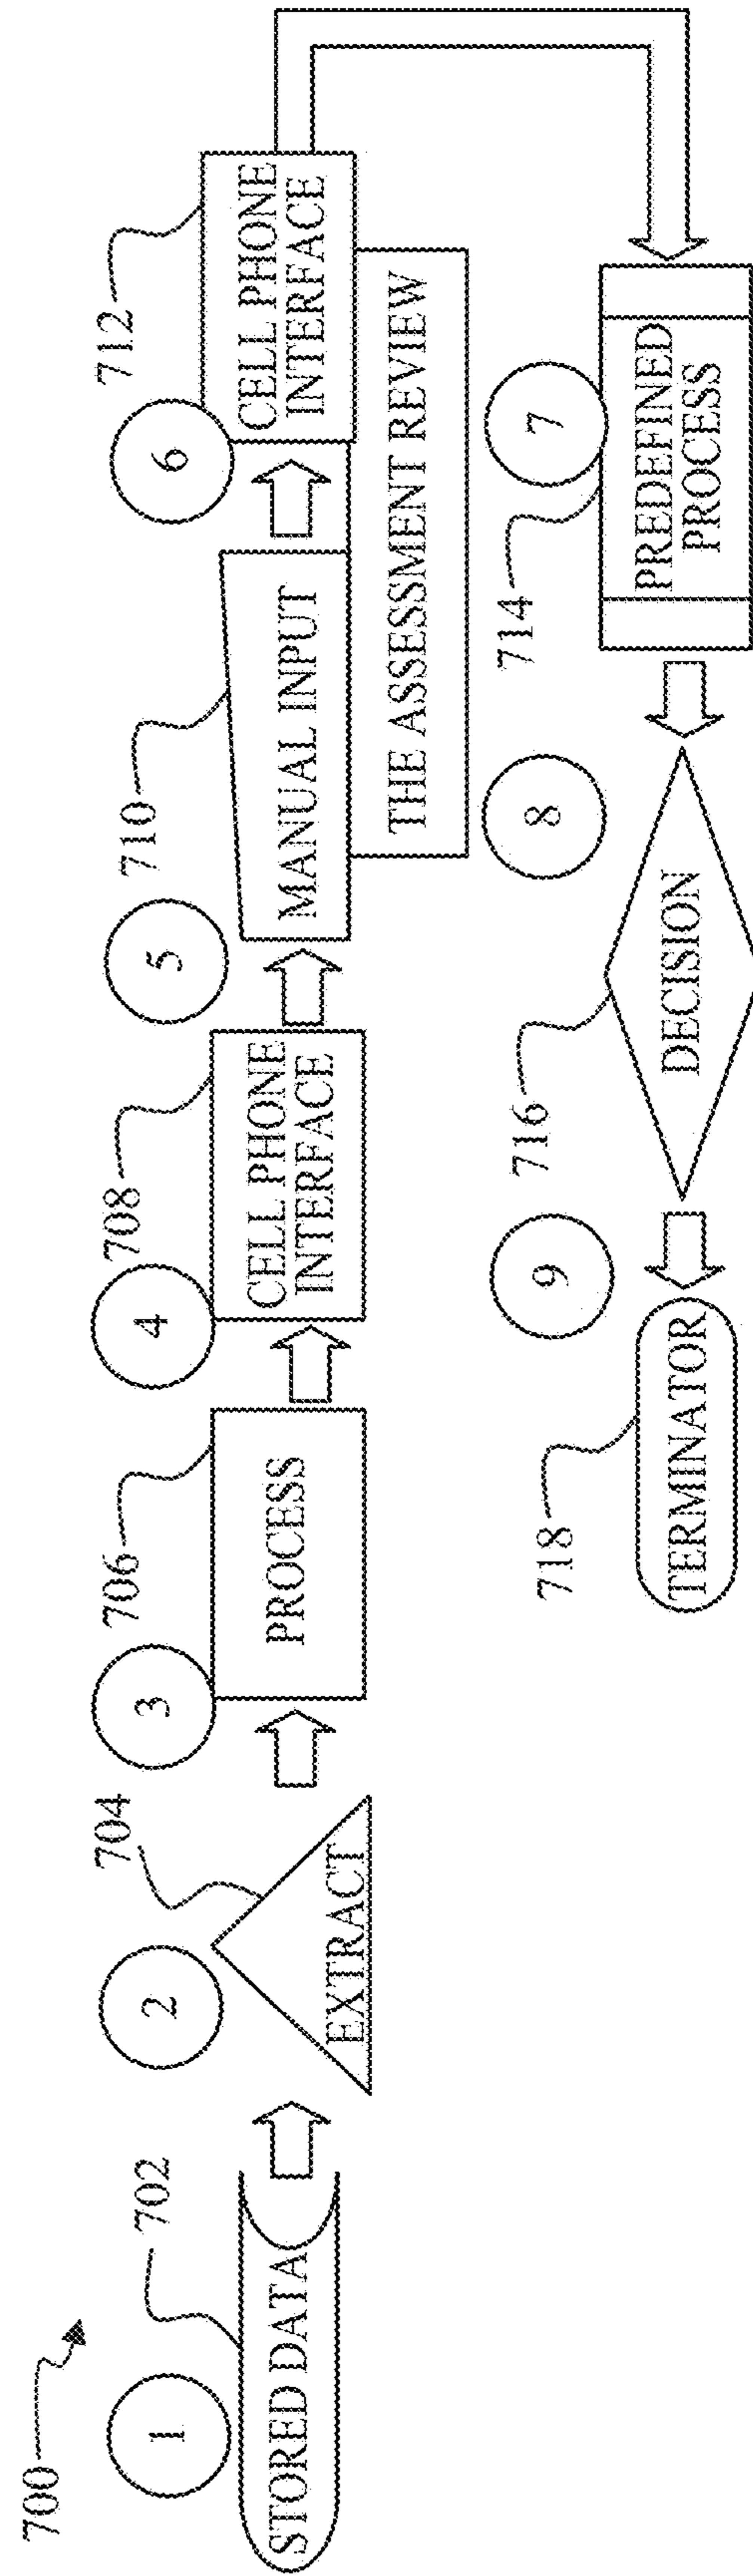 700
1
702
STORED DATA
2
704
EXTRACT
3
706
PROCESS
4
708
CELL PHONE
INTERFACE
5
710
MANUAL INPUT
6
712
CELL PHONE
INTERFACE
THE ASSESSMENT REVIEW
7
714
PREDEFINED
PROCESS
8
716
DECISION
9
718
TERMINATOR